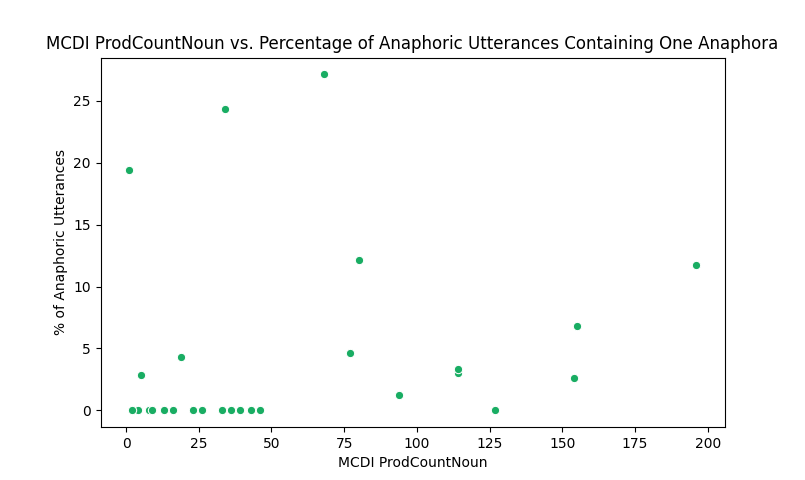 MCDI ProdCountNoun vs. Percentage of Anaphoric Utterances Containing One Anaphora
% of Anaphoric Utterances
25
20
15
10
5
0
0 25 50 75 100 125 150 175 200
MCDI ProdCountNoun